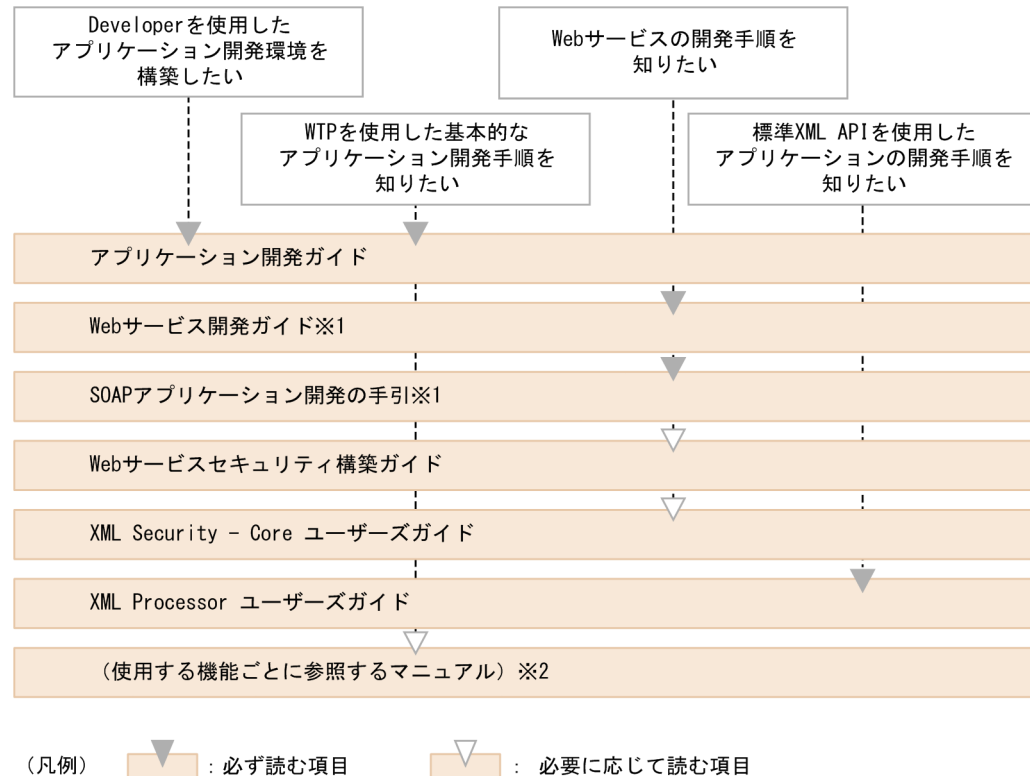 Developerを使用した
アプリケーション開発環境を
構築したい
Webサービスの開発手順を
知りたい
WTPを使用した基本的な
アプリケーション開発手順を
知りたい
標準XML APIを使用した
アプリケーションの開発手順を
知りたい
アプリケーション開発ガイド
Webサービス開発ガイド※1
SOAPアプリケーション開発の手引※1
Webサービスセキュリティ構築ガイド
XML Security - Core ユーザーズガイド
XML Processor ユーザーズガイド
（使用する機能ごとに参照するマニュアル）※2
（凡例） ：必ず読む項目 ： 必要に応じて読む項目